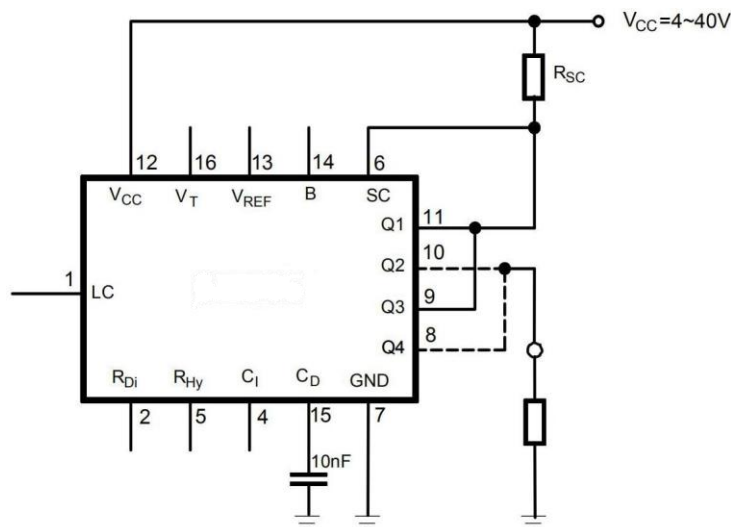 V_CC=4~40V
R_SC
12
16
13
14
6
V_CC
V_T
V_REF
B
SC
Q1
11
Q2
10
Q3
9
Q4
8
1
LC
R_Di
R_Hy
C_I
C_D
GND
2
5
4
15
7
10nF